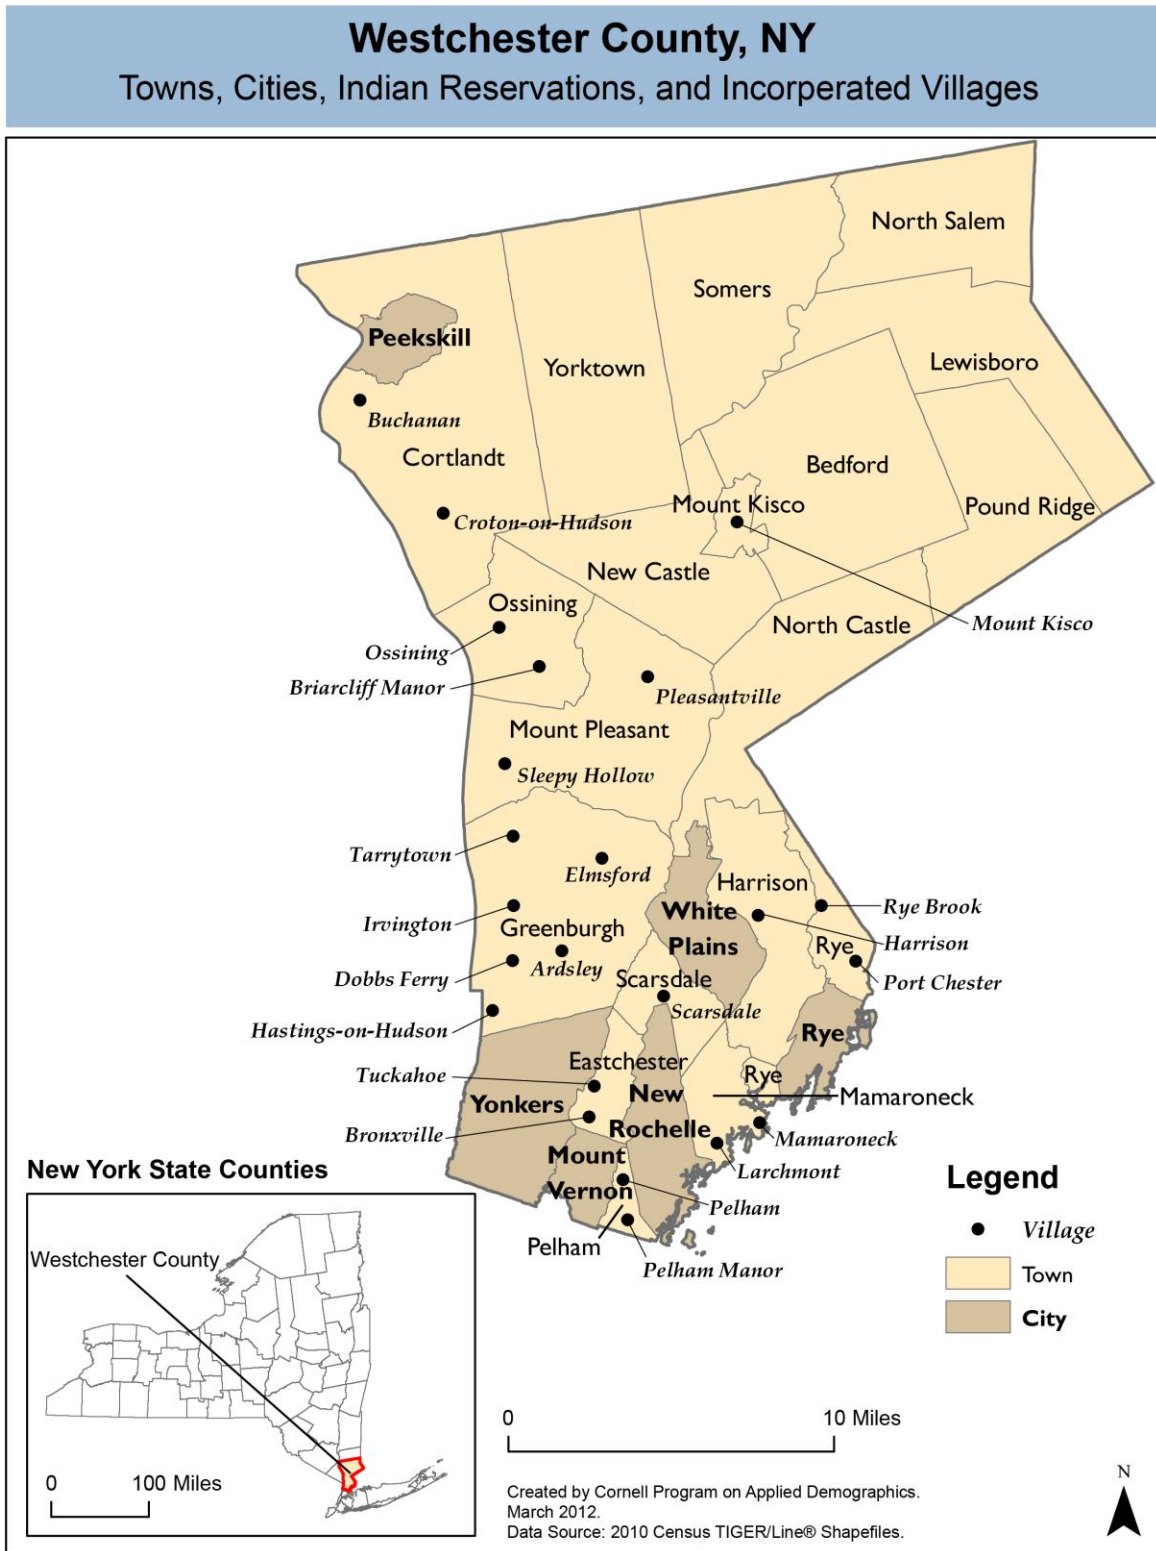 Westchester County, NY
Towns, Cities, Indian Reservations, and Incorperated Villages
North Salem
Somers
Peekskill
Yorktown
Lewisboro
Buchanan
Cortlandt
Bedford
Mount Kisco
Pound Ridge
Croton-on-Hudson
New Castle
Ossining
North Castle
Mount Kisco
Ossining
Briarcliff Manor
Pleasantville
Mount Pleasant
Sleepy Hollow
Tarrytown
Elmsford
Harrison
Irvington
White
Plains
Rye Brook
Greenburgh
Harrison
Rye
Dobbs Ferry
Ardsley
Scarsdale
Port Chester
Scarsdale
Hastings-on-Hudson
Rye
Eastchester
Tuckahoe
Rye
Yonkers
New
Rochelle
Mamaroneck
Bronxville
Mamaroneck
Mount
Vernon
Larchmont
Pelham
Pelham
Pelham Manor
New York State Counties
Westchester County
0 100 Miles
Legend
Village
Town
City
0 10 Miles
Created by Cornell Program on Applied Demographics.
March 2012.
Data Source: 2010 Census TIGER/Line® Shapefiles.
N